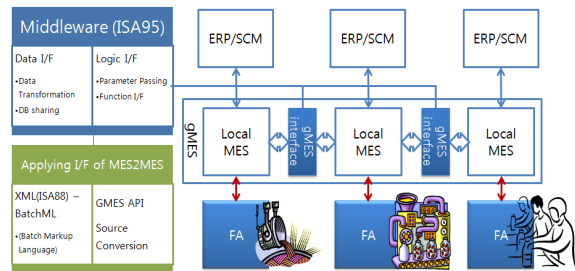 Middleware (ISA95)
Data I/F
•Data
Transformation
•DB sharing
Logic I/F
•Parameter Passing
•Function I/F
Applying I/F of MES2MES
XML(ISA88) –
BatchML
•(Batch Markup
Language)
GMES API
Source
Conversion
ERP/SCM
ERP/SCM
ERP/SCM
gMES
Local
MES
gMES
interface
Local
MES
gMES
interface
Local
MES
FA
FA
FA